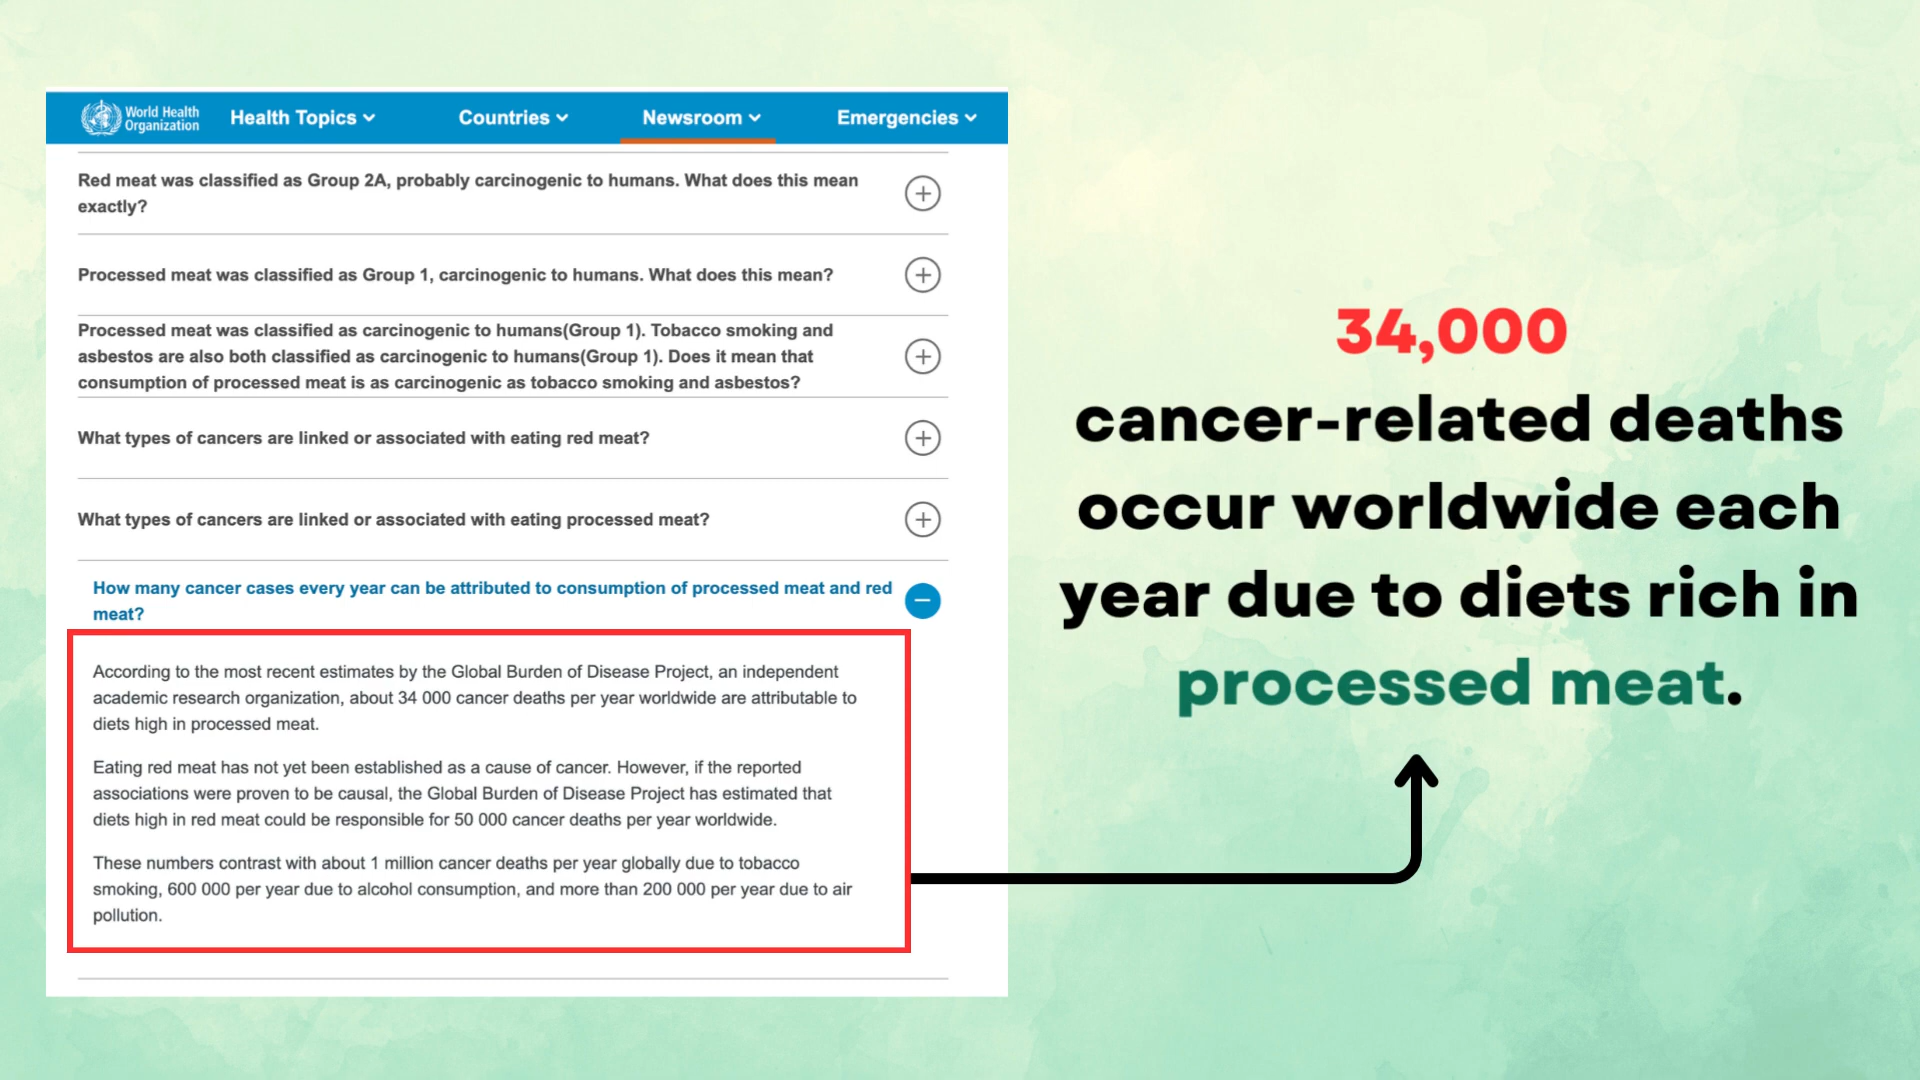 World Health
Organization
Health Topics
Countries
Newsroom
Emergencies
Red meat was classified as Group 2A, probably carcinogenic to humans. What does this mean
exactly?
Processed meat was classified as Group 1, carcinogenic to humans. What does this mean?
Processed meat was classified as carcinogenic to humans(Group 1). Tobacco smoking and
asbestos are also both classified as carcinogenic to humans(Group 1). Does it mean that
consumption of processed meat is as carcinogenic as tobacco smoking and asbestos?
What types of cancers are linked or associated with eating red meat?
What types of cancers are linked or associated with eating processed meat?
How many cancer cases every year can be attributed to consumption of processed meat and red
meat?
According to the most recent estimates by the Global Burden of Disease Project, an independent
academic research organization, about 34 000 cancer deaths per year worldwide are attributable to
diets high in processed meat.
Eating red meat has not yet been established as a cause of cancer. However, if the reported
associations were proven to be causal, the Global Burden of Disease Project has estimated that
diets high in red meat could be responsible for 50 000 cancer deaths per year worldwide.
These numbers contrast with about 1 million cancer deaths per year globally due to tobacco
smoking, 600 000 per year due to alcohol consumption, and more than 200 000 per year due to air
pollution.
34,000
cancer-related deaths
occur worldwide each
year due to diets rich in
processed meat.